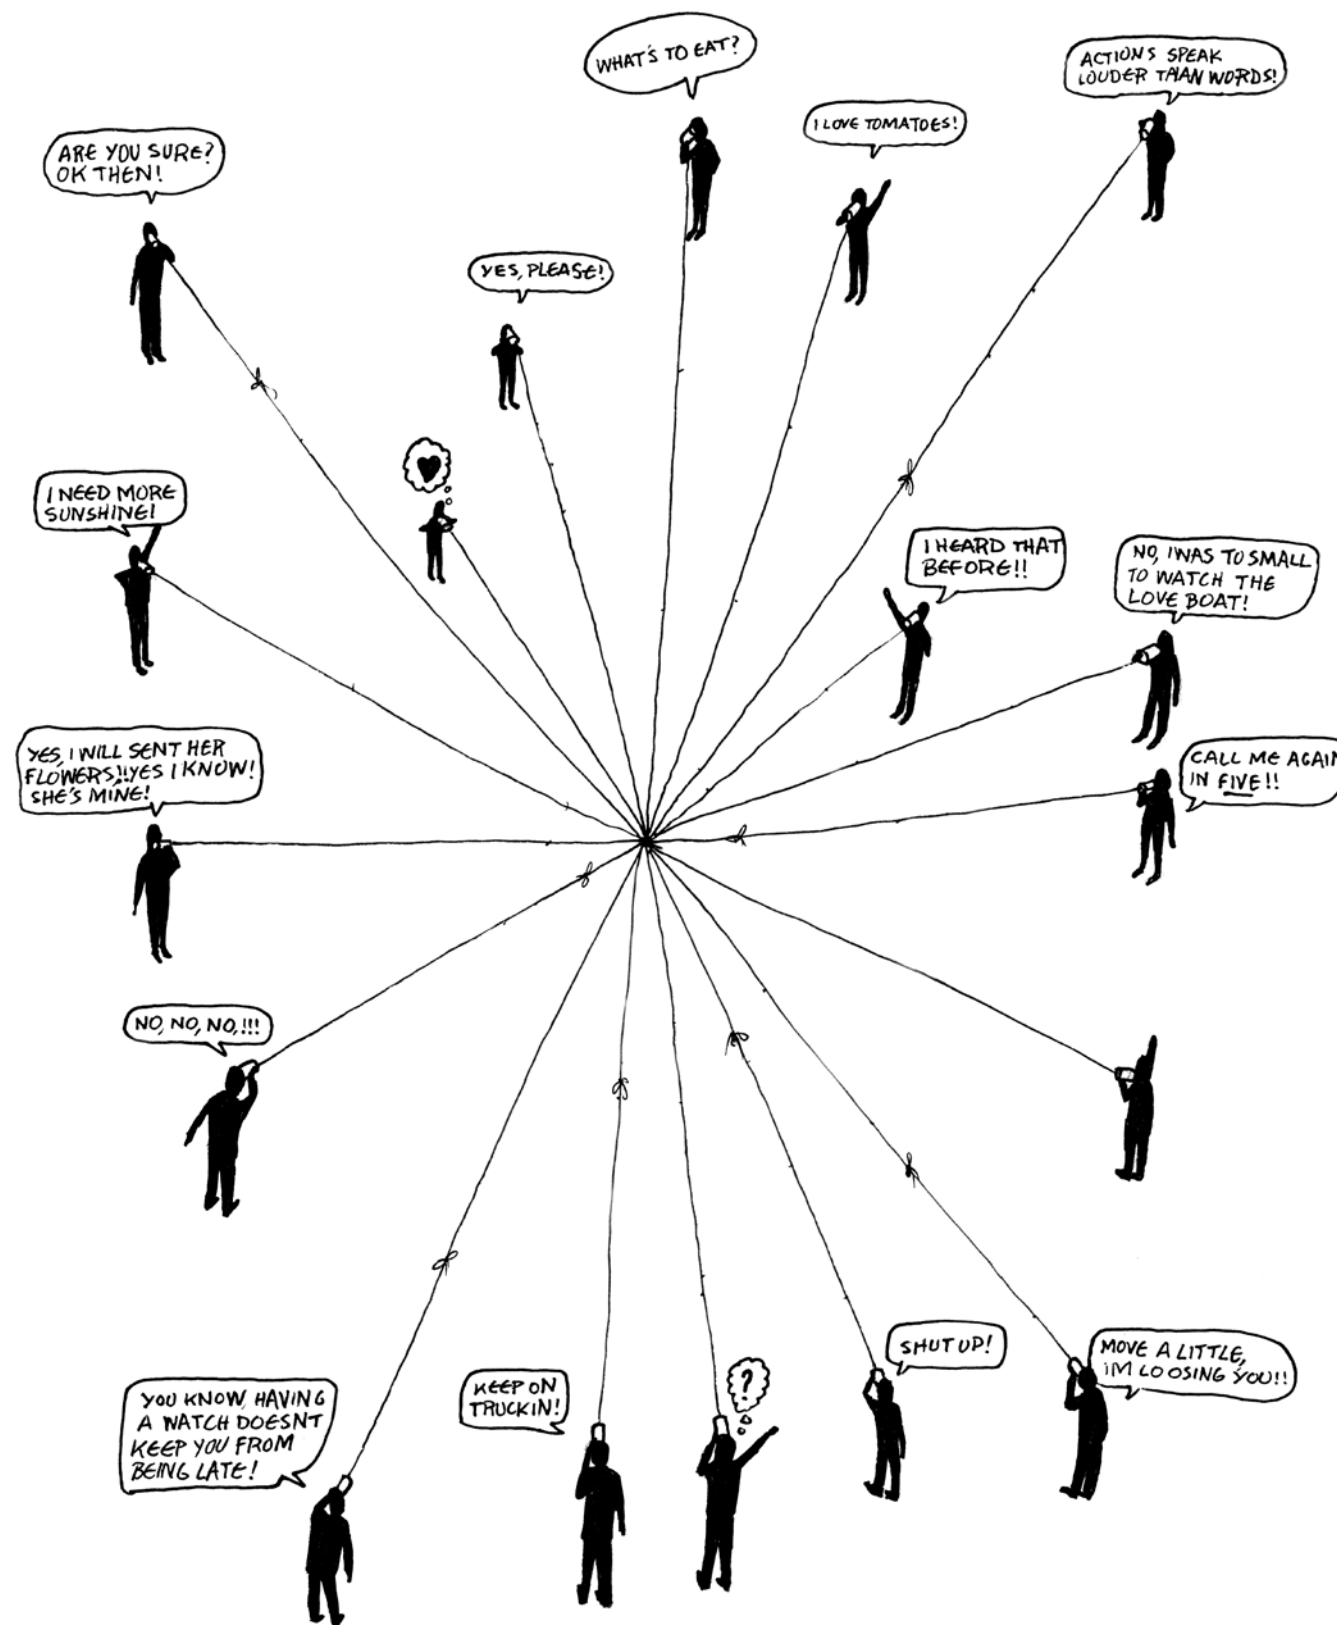 WHAT'S TO EAT?
ACTIONS SPEAK
LOUDER THAN WORDS!
I LOVE TOMATOES!
ARE YOU SURE?
OK THEN!
YES, PLEASE!
I NEED MORE
SUNSHINE!
I HEARD THAT
BEFORE!!
NO, I WAS TO SMALL
TO WATCH THE
LOVE BOAT!
YES, I WILL SENT HER
FLOWERS,!! YES I KNOW!
SHE'S MINE!
CALL ME AGAIN
IN FIVE!!
NO, NO, NO,!!!
?
SHUT UP!
MOVE A LITTLE,
IM LOOSING YOU!!
KEEP ON
TRUCKIN!
YOU KNOW, HAVING
A WATCH DOESNT
KEEP YOU FROM
BEING LATE!